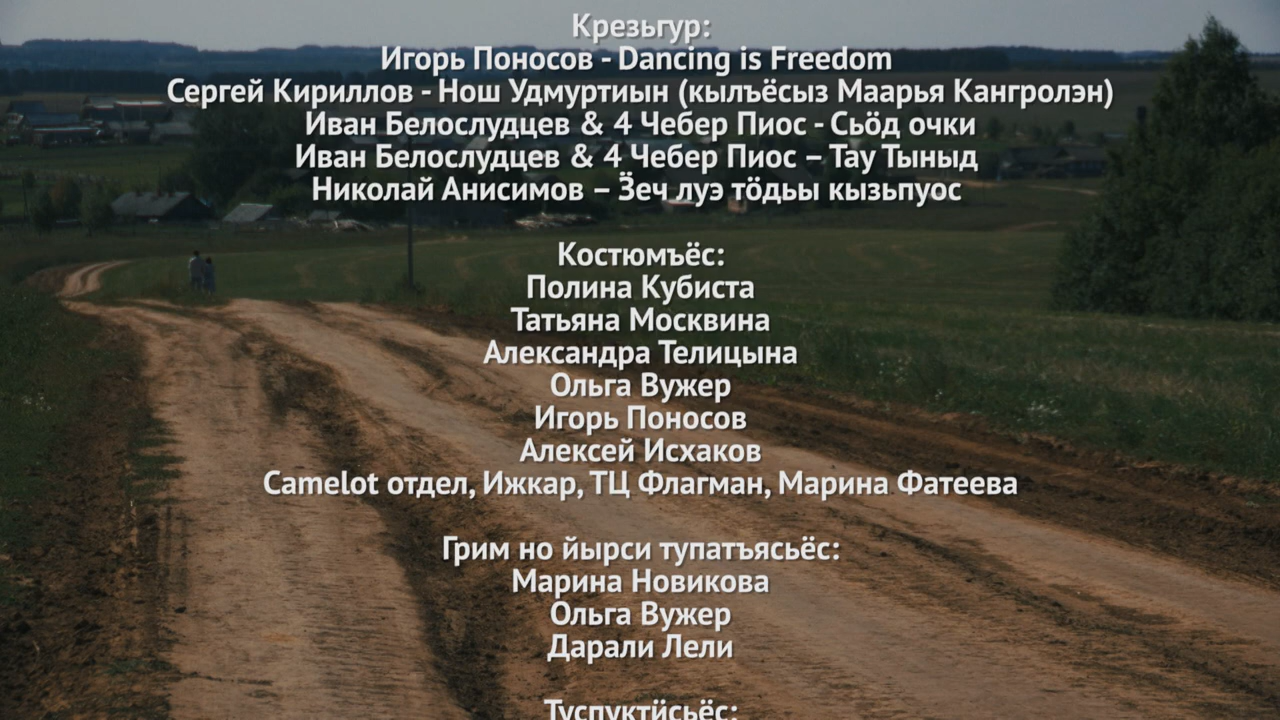 Крезьгур:
Игорь Поносов - Dancing is Freedom
Сергей Кириллов - Нош Удмуртиын (кылъёсыз Маарья Кангролэн)
Иван Белослудцев & 4 Чебер Пиос - Сьӧд очки
Иван Белослудцев & 4 Чебер Пиос – Тау Тыныд
Николай Анисимов – Ӟеч луэ тӧдьы кызьпуос
Костюмъёс:
Полина Кубиста
Татьяна Москвина
Александра Телицына
Ольга Вужер
Игорь Поносов
Алексей Исхаков
Camelot отдел, Ижкар, ТЦ Флагман, Марина Фатеева
Грим но йырси тупатъясьёс:
Марина Новикова
Ольга Вужер
Дарали Лели
Туспуктӥсьёс: